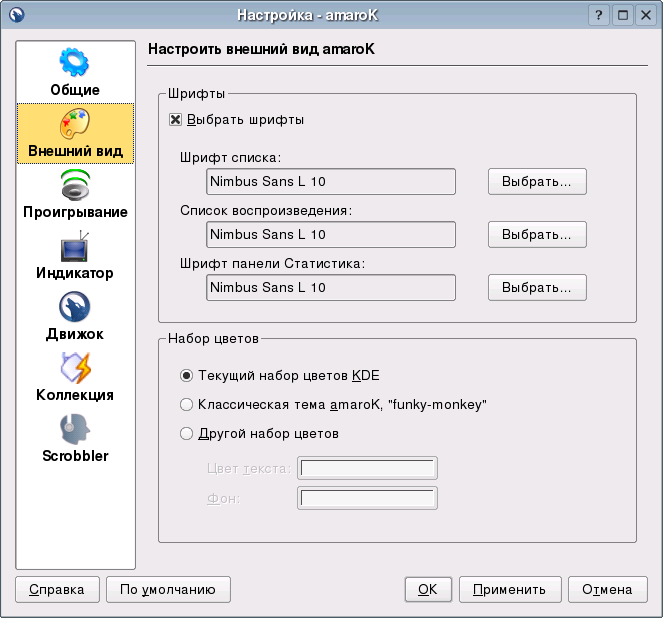 Настройка - amaroK
Общие
Внешний вид
Проигрывание
Индикатор
Движок
Коллекция
Scrobbler
Настроить внешний вид amaroK
Шрифты
Выбрать шрифты
Шрифт списка:
Nimbus Sans L 10 Выбрать...
Список воспроизведения:
Nimbus Sans L 10 Выбрать...
Шрифт панели Статистика:
Nimbus Sans L 10 Выбрать...
Набор цветов
Текущий набор цветов KDE
Классическая тема amaroK, "funky-monkey"
Другой набор цветов
Цвет текста:
Фон:
Справка По умолчанию OK Применить Отмена